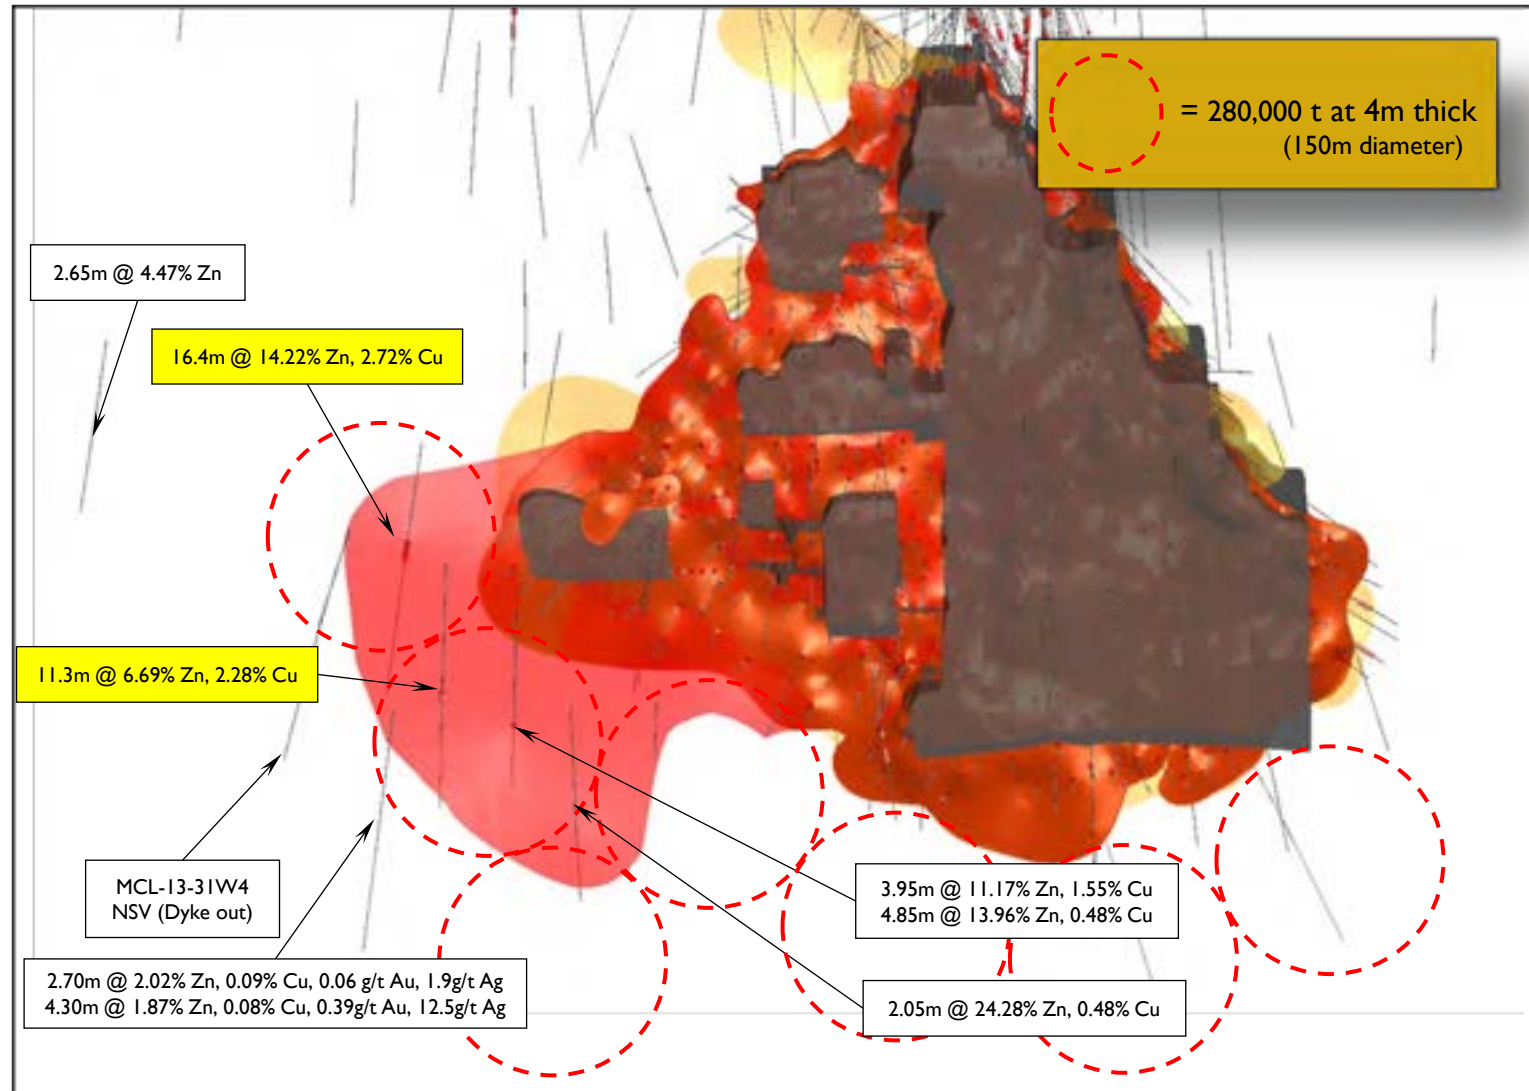 = 280,000 t at 4m thick
(150m diameter)
2.65m @ 4.47% Zn
16.4m @ 14.22% Zn, 2.72% Cu
11.3m @ 6.69% Zn, 2.28% Cu
MCL-13-31W4
NSV (Dyke out)
3.95m @ 11.17% Zn, 1.55% Cu
4.85m @ 13.96% Zn, 0.48% Cu
2.70m @ 2.02% Zn, 0.09% Cu, 0.06 g/t Au, 1.9g/t Ag
4.30m @ 1.87% Zn, 0.08% Cu, 0.39g/t Au, 12.5g/t Ag
2.05m @ 24.28% Zn, 0.48% Cu